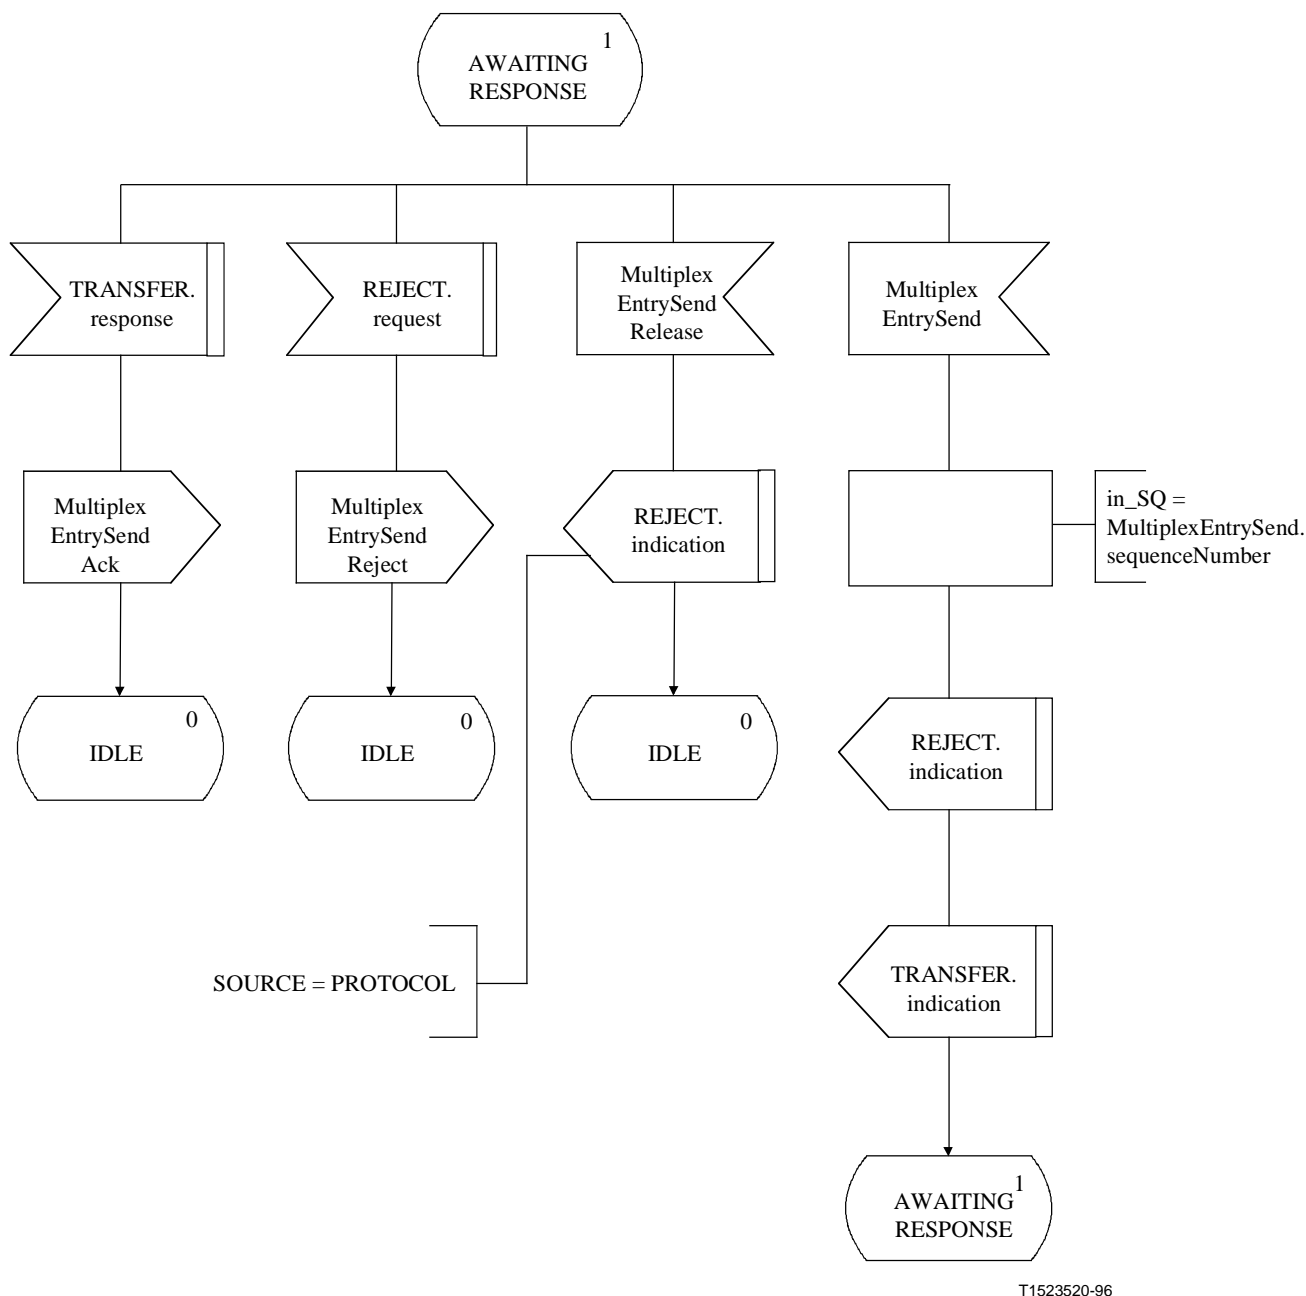 1
AWAITING
RESPONSE
TRANSFER.
response
REJECT.
request
Multiplex
EntrySend
Release
Multiplex
EntrySend
Multiplex
EntrySend
Ack
Multiplex
EntrySend
Reject
REJECT.
indication
in_SQ =
MultiplexEntrySend.
sequenceNumber
0
IDLE
0
IDLE
0
IDLE
REJECT.
indication
SOURCE = PROTOCOL
TRANSFER.
indication
1
AWAITING
RESPONSE
T1523520-96